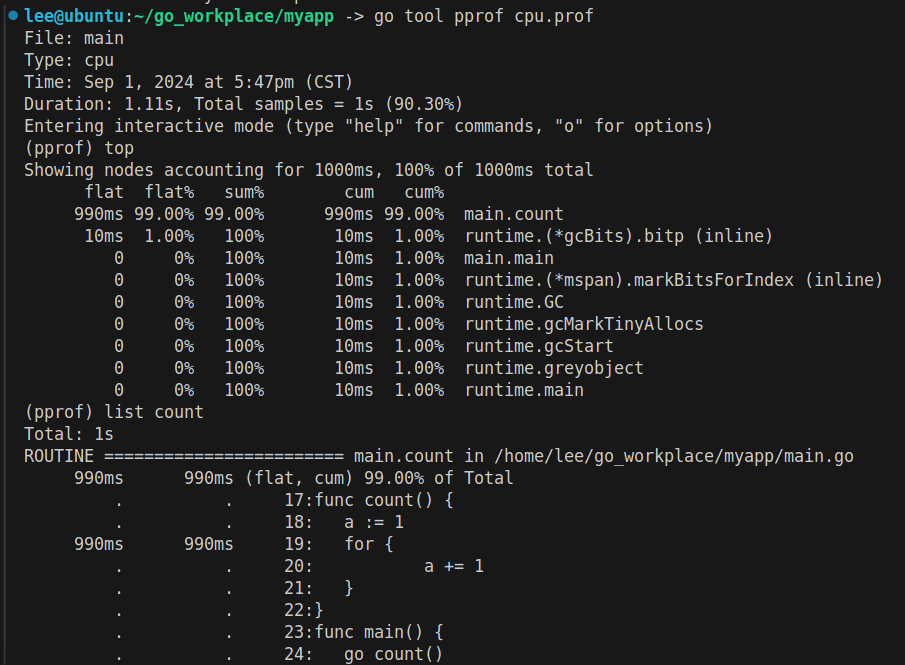 lee@ubuntu:~/go_workplace/myapp -> go tool pprof cpu.prof
File: main
Type: cpu
Time: Sep 1, 2024 at 5:47pm (CST)
Duration: 1.11s, Total samples = 1s (90.30%)
Entering interactive mode (type "help" for commands, "o" for options)
(pprof) top
Showing nodes accounting for 1000ms, 100% of 1000ms total
      flat  flat%   sum%        cum   cum%
     990ms 99.00% 99.00%      990ms 99.00%  main.count
      10ms  1.00%   100%       10ms  1.00%  runtime.(*gcBits).bitp (inline)
         0     0%   100%       10ms  1.00%  main.main
         0     0%   100%       10ms  1.00%  runtime.(*mspan).markBitsForIndex (inline)
         0     0%   100%       10ms  1.00%  runtime.GC
         0     0%   100%       10ms  1.00%  runtime.gcMarkTinyAllocs
         0     0%   100%       10ms  1.00%  runtime.gcStart
         0     0%   100%       10ms  1.00%  runtime.greyobject
         0     0%   100%       10ms  1.00%  runtime.main
(pprof) list count
Total: 1s
ROUTINE ======================== main.count in /home/lee/go_workplace/myapp/main.go
     990ms      990ms (flat, cum) 99.00% of Total
         .          .     17:func count() {
         .          .     18:   a := 1
     990ms      990ms     19:   for {
         .          .     20:           a += 1
         .          .     21:   }
         .          .     22:}
         .          .     23:func main() {
         .          .     24:   go count()